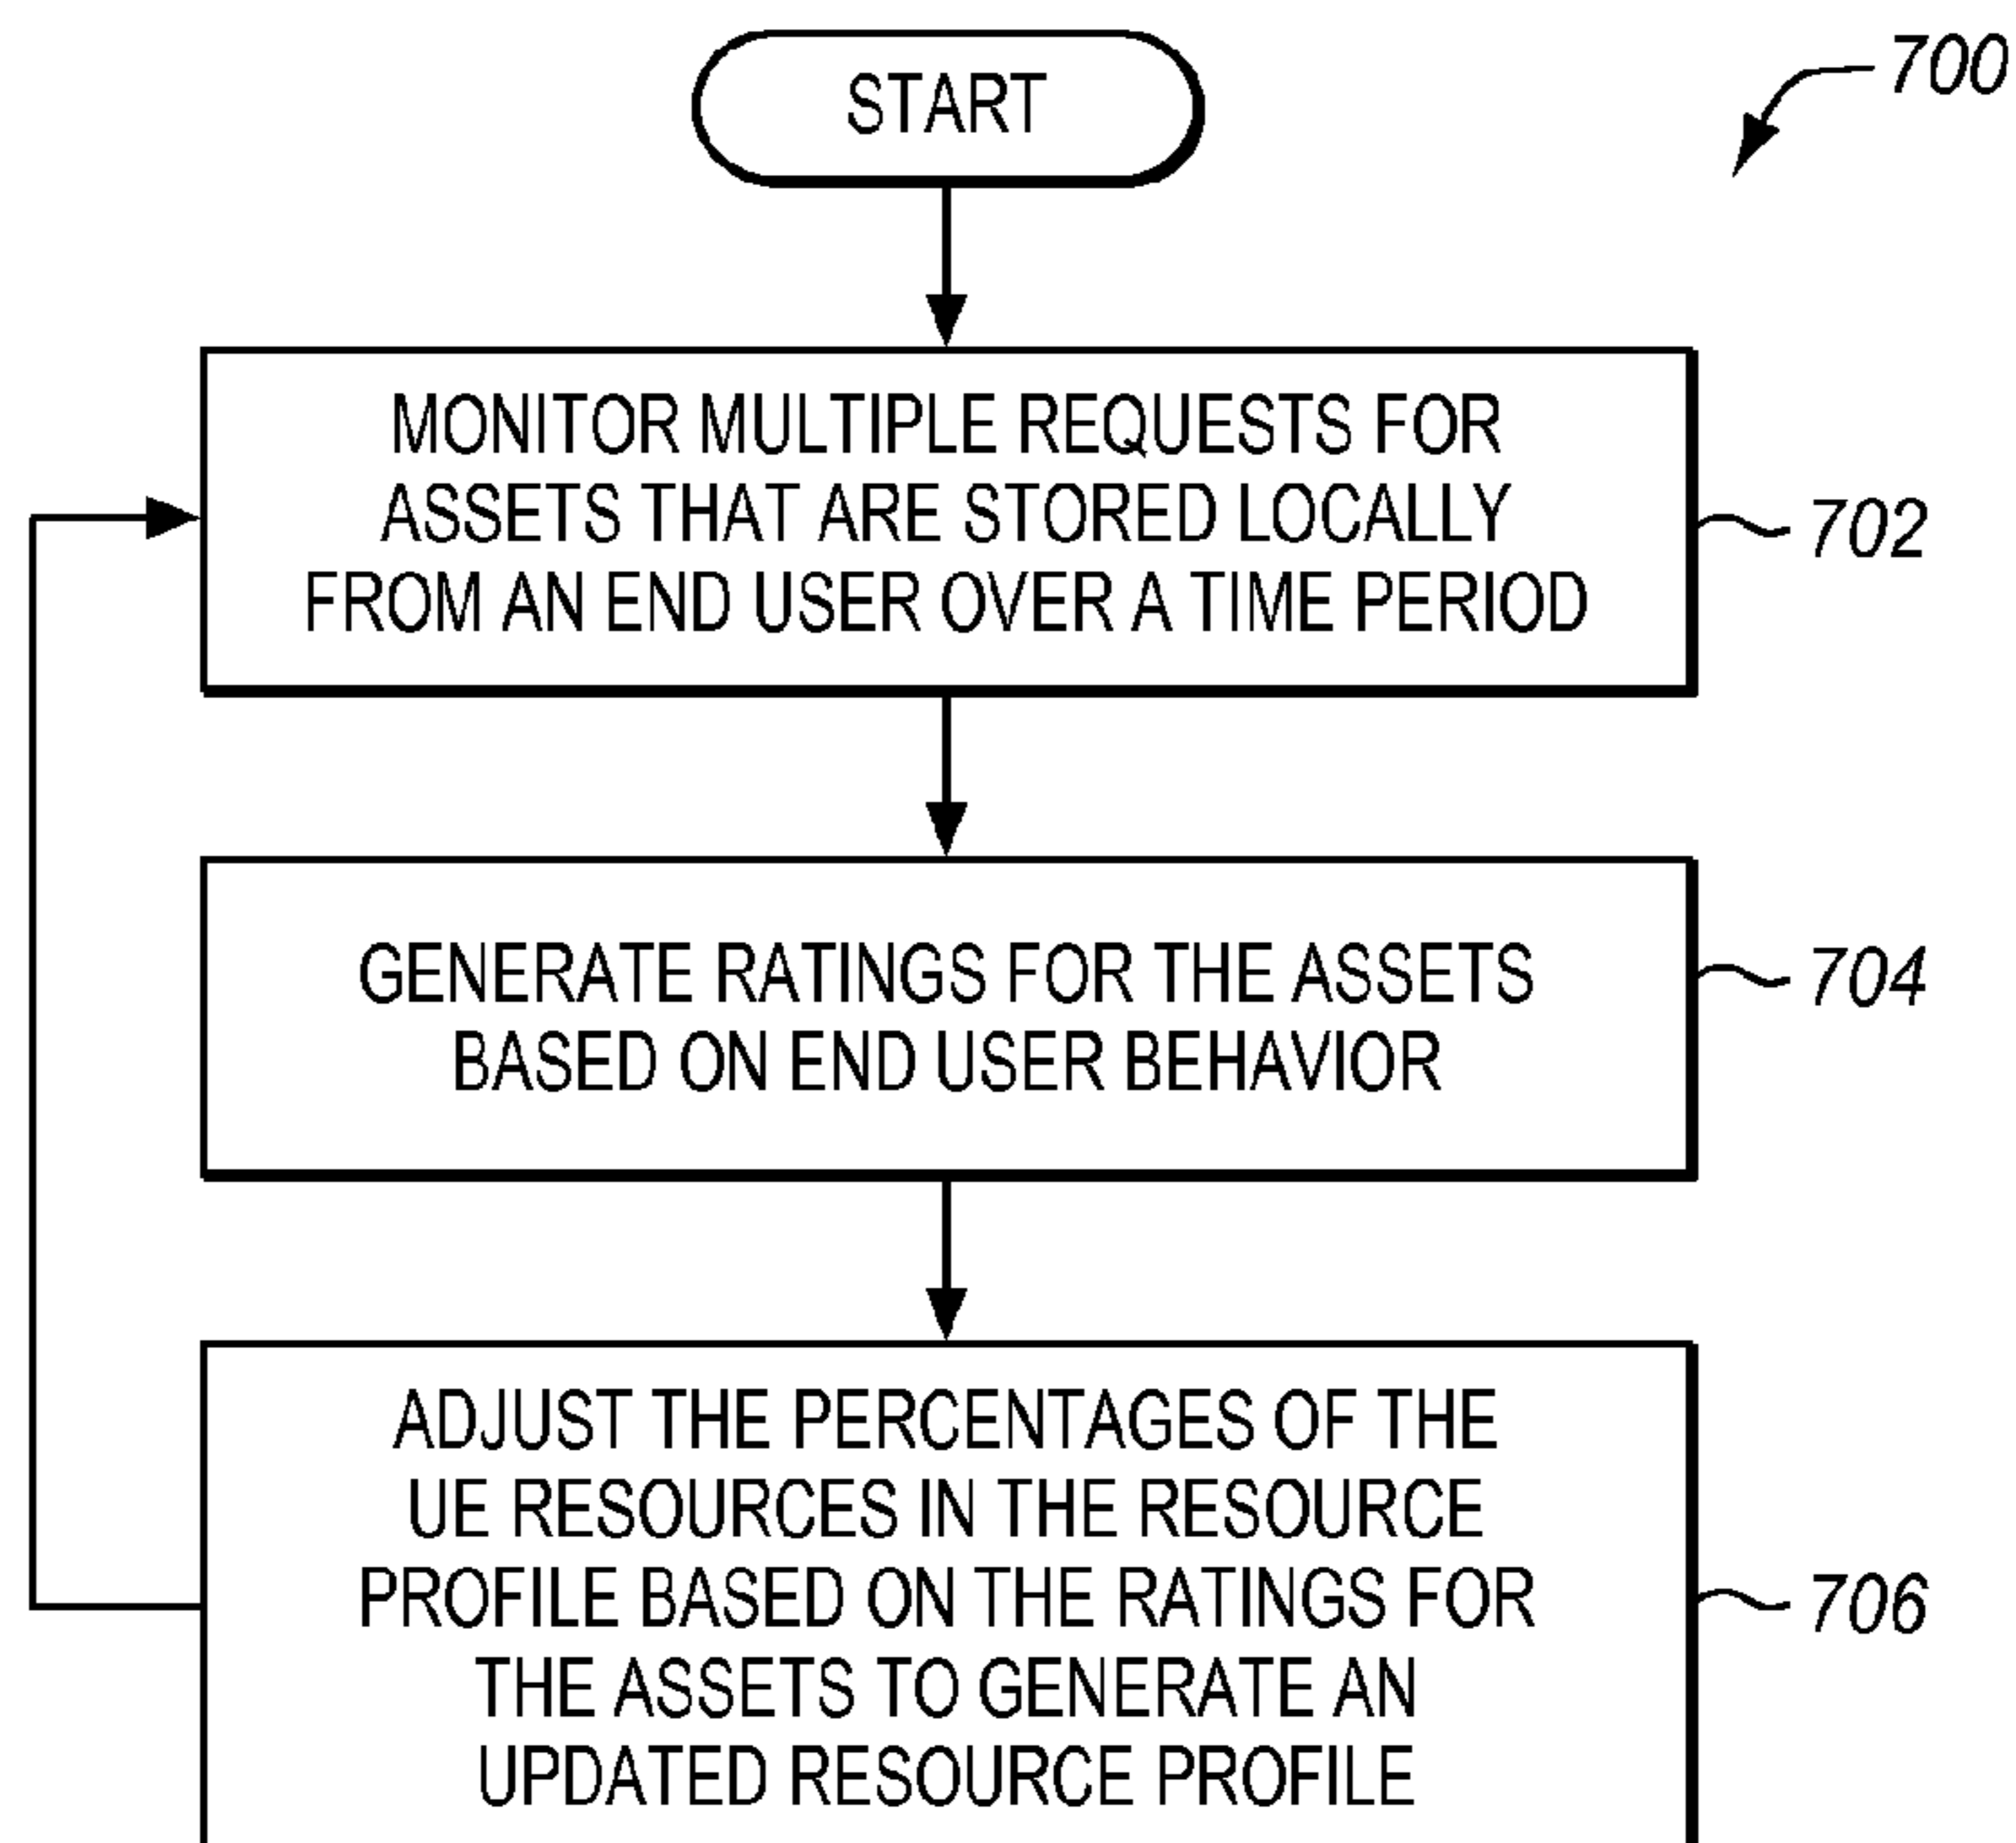 START
700
MONITOR MULTIPLE REQUESTS FOR
ASSETS THAT ARE STORED LOCALLY
FROM AN END USER OVER A TIME PERIOD
702
GENERATE RATINGS FOR THE ASSETS
BASED ON END USER BEHAVIOR
704
ADJUST THE PERCENTAGES OF THE
UE RESOURCES IN THE RESOURCE
PROFILE BASED ON THE RATINGS FOR
THE ASSETS TO GENERATE AN
UPDATED RESOURCE PROFILE
706